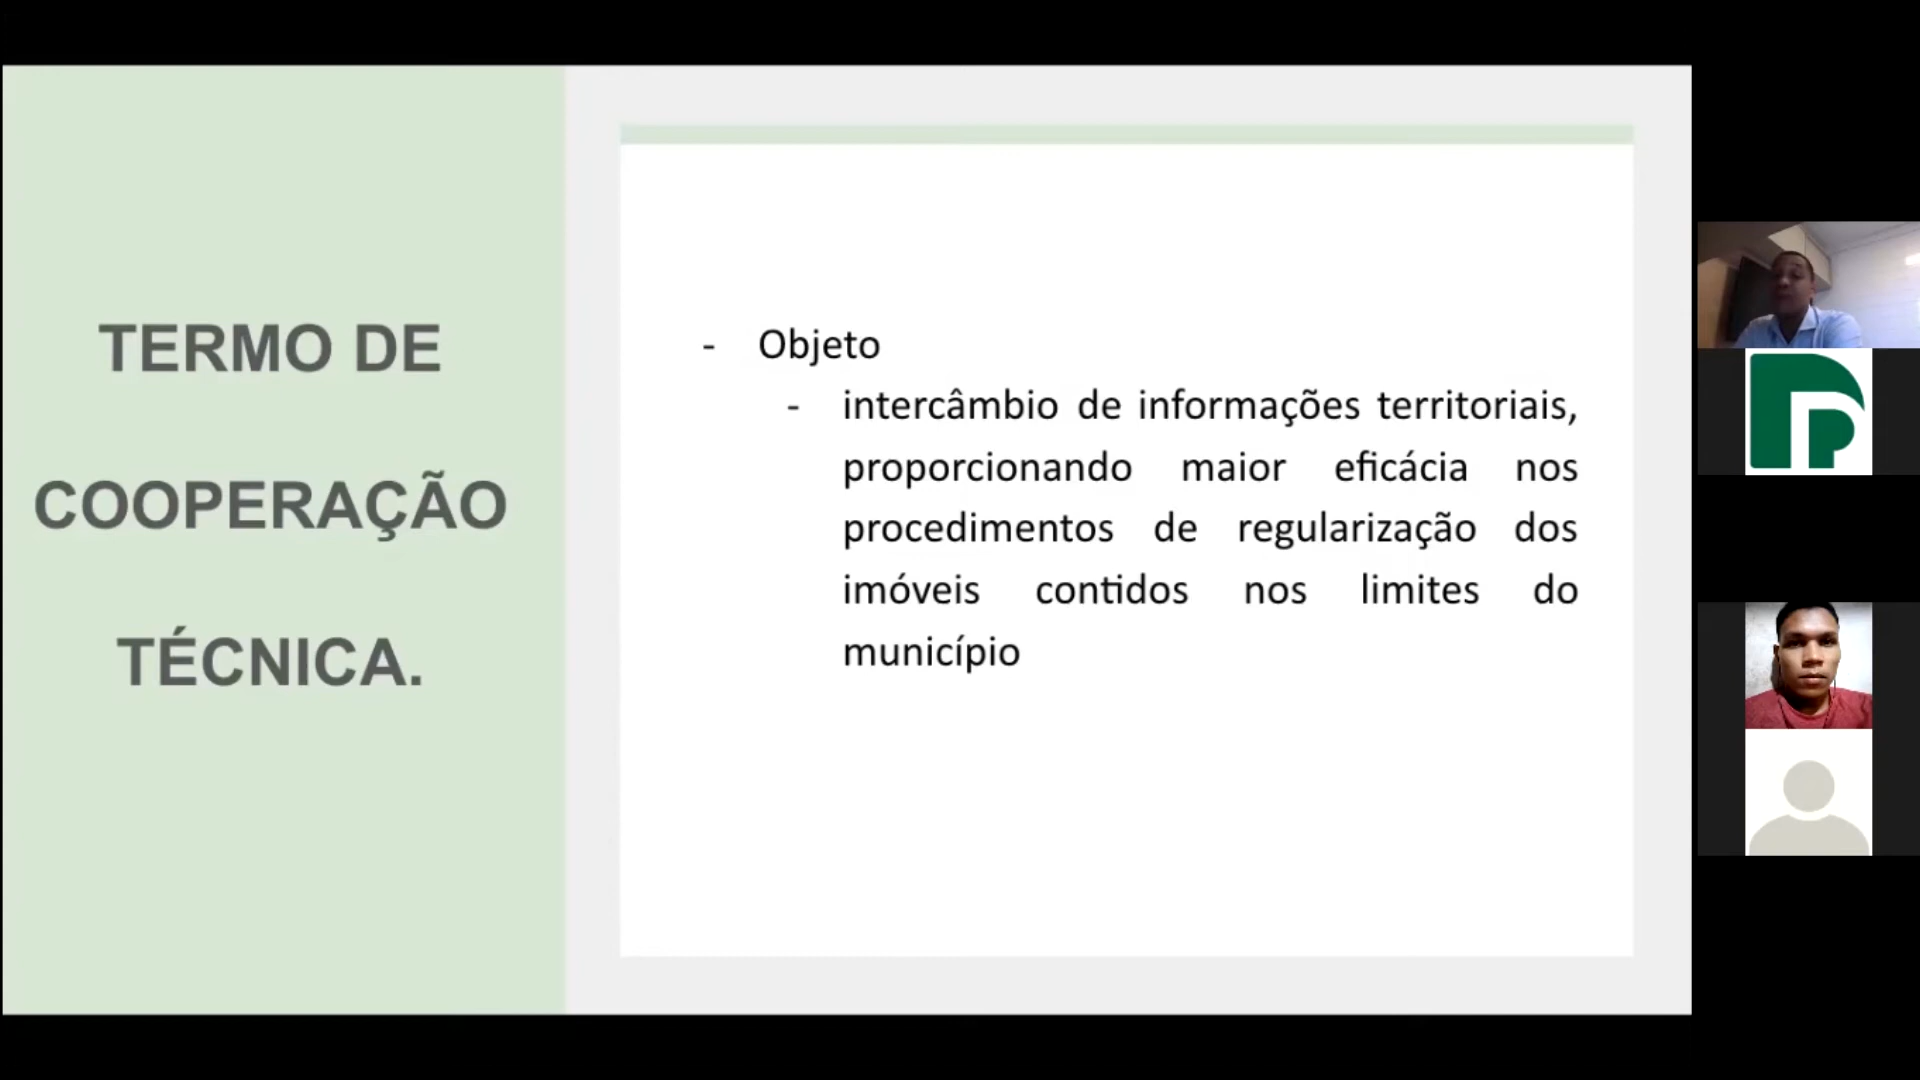 TERMO DE
COOPERAÇÃO
TÉCNICA.
- Objeto
- intercâmbio de informações territoriais,
proporcionando maior eficácia nos
procedimentos de regularização dos
imóveis contidos nos limites do
município